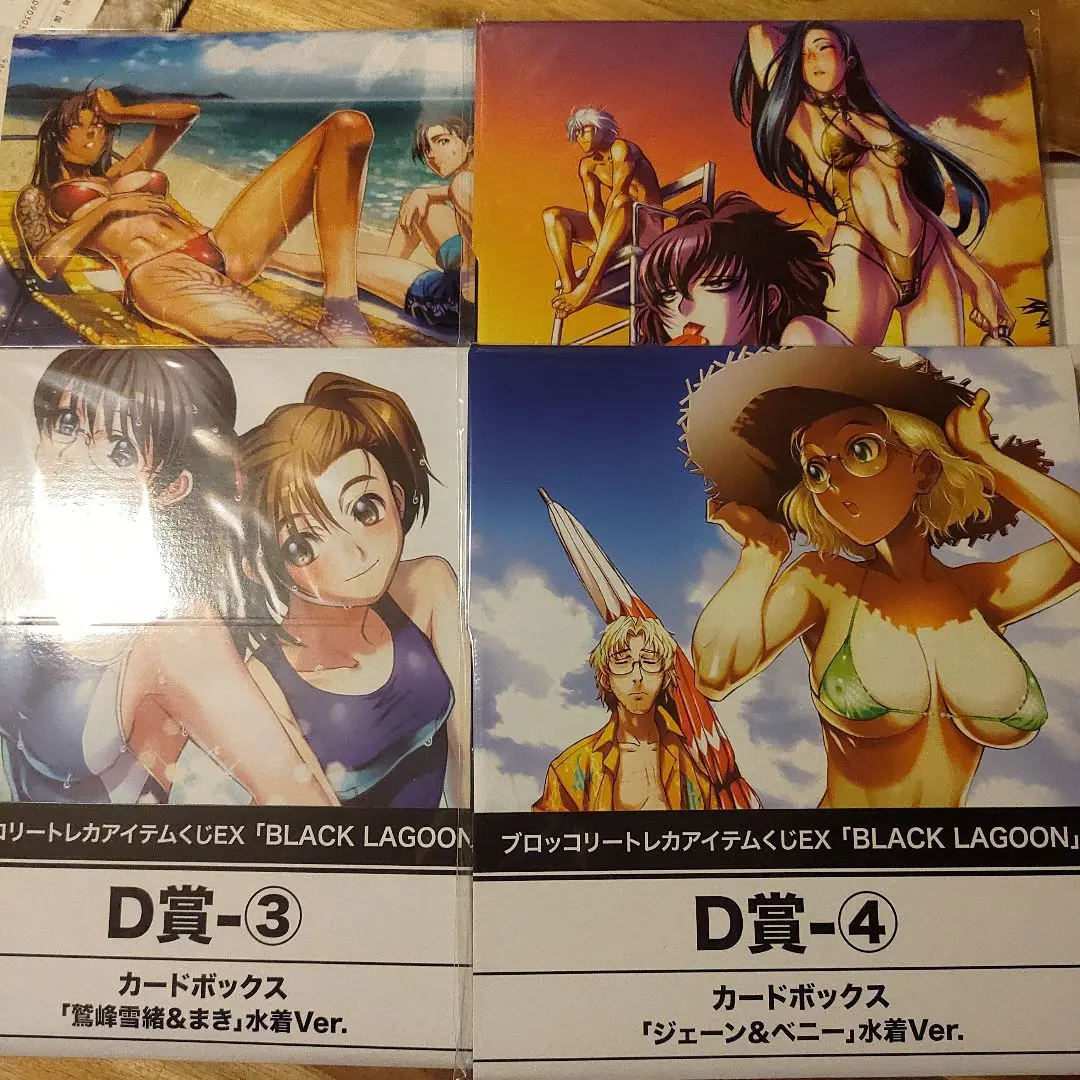 コリートレカアイテムくじEX「BLACK LAGOON
D賞-③
カードボックス
「鷲峰雪緒&まき」水着Ver.
ブロッコリートレカアイテムくじEX「BLACK LAGOON」
D賞-④
カードボックス
「ジェーン&ベニー」水着Ver.